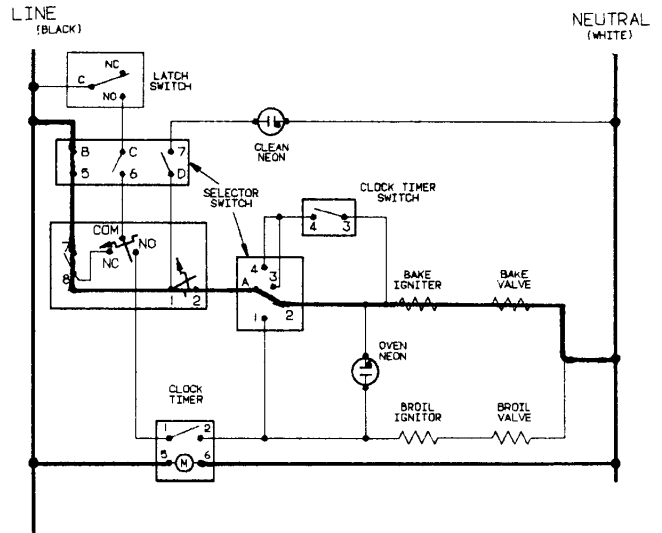 LINE
(BLACK)
NEUTRAL
(WHITE)
NC
C
NO
LATCH
SWITCH
B C 7
5 6 D
CLEAN
NEON
SELECTOR
SWITCH
CLOCK TIMER
SWITCH
4 3
COM
7
NC
NO
8
1 2
4
3
A
2
1
BAKE
IGNITER
BAKE
VALVE
OVEN
NEON
CLOCK
TIMER
1 2
5 M 6
BROIL
IGNITOR
BROIL
VALVE